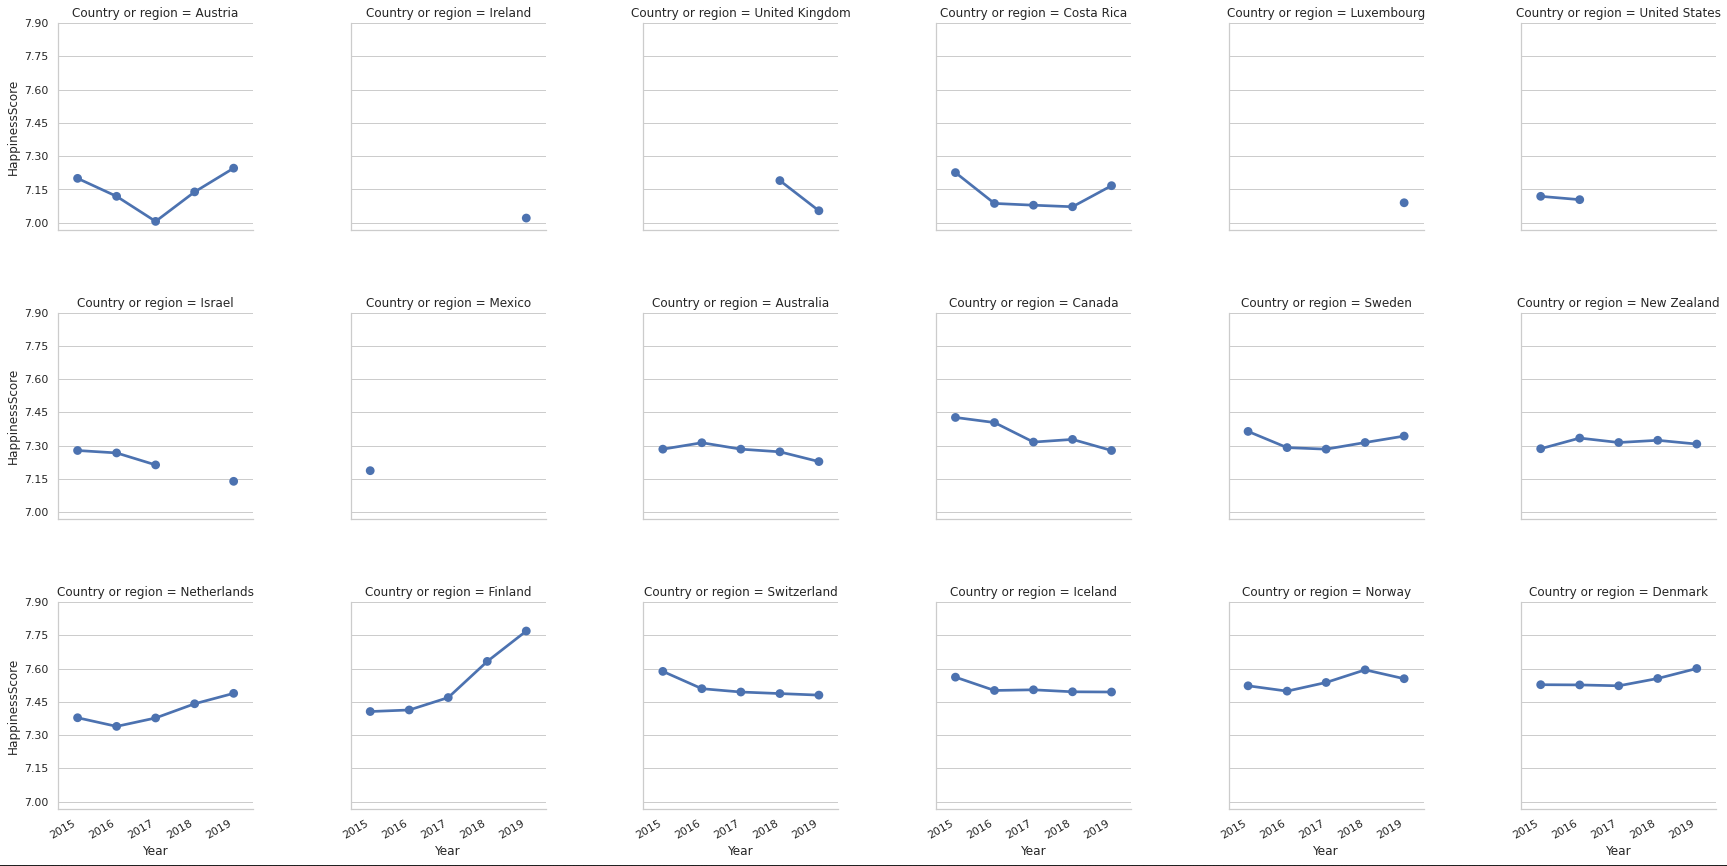 Country or region = Austria
Country or region = Ireland
Country or region = United Kingdom
Country or region = Costa Rica
Country or region = Luxembourg
Country or region = United States
7.90
7.75
7.60
7.45
7.30
7.15
7.00
HappinessScore
Country or region = Israel
Country or region = Mexico
Country or region = Australia
Country or region = Canada
Country or region = Sweden
Country or region = New Zealand
7.90
7.75
7.60
7.45
7.30
7.15
7.00
HappinessScore
Country or region = Netherlands
Country or region = Finland
Country or region = Switzerland
Country or region = Iceland
Country or region = Norway
Country or region = Denmark
7.90
7.75
7.60
7.45
7.30
7.15
7.00
HappinessScore
2015 2016 2017 2018 2019
Year
2015 2016 2017 2018 2019
Year
2015 2016 2017 2018 2019
Year
2015 2016 2017 2018 2019
Year
2015 2016 2017 2018 2019
Year
2015 2016 2017 2018 2019
Year